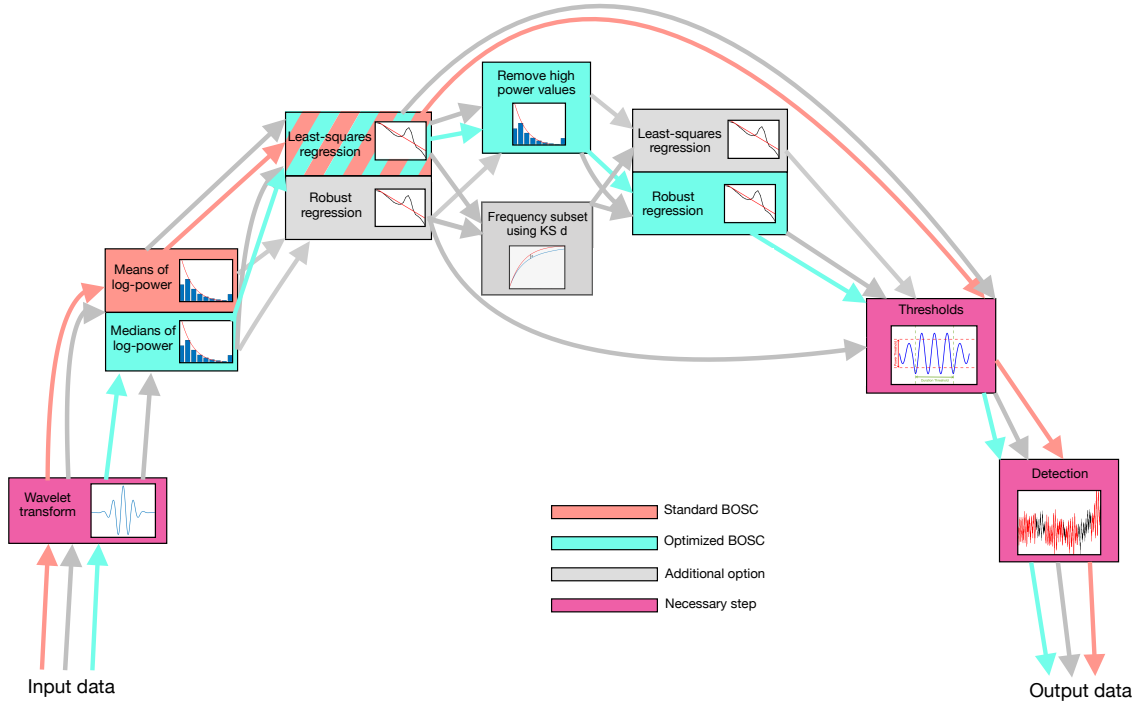 Remove high
power values
Least-squares
regression
Robust
regression
Least-squares
regression
Robust
regression
Frequency subset
using KS d
Means of
log-power
Medians of
log-power
Thresholds
Wavelet
transform
Detection
Standard BOSC
Optimized BOSC
Additional option
Necessary step
Input data
Output data